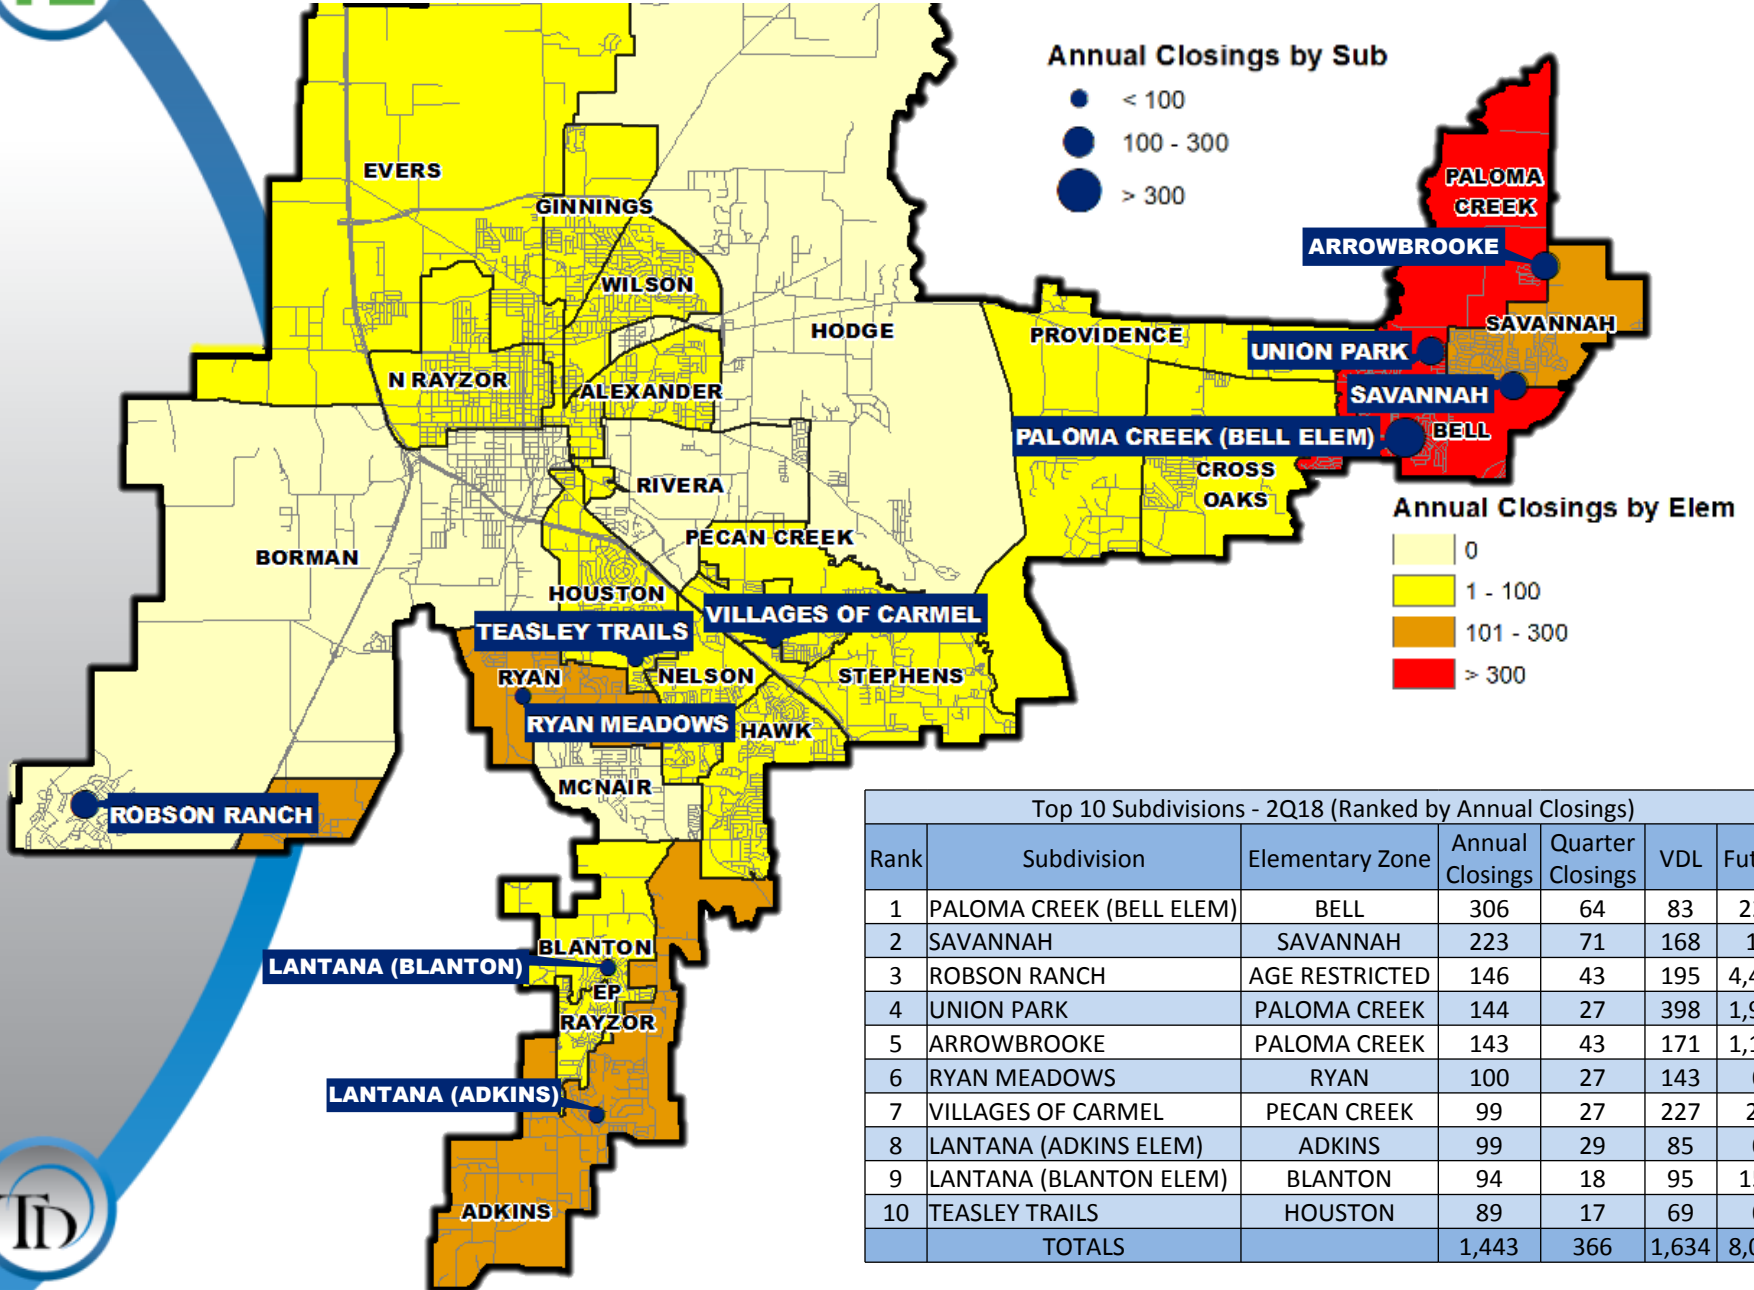 Annual Closings by Sub
< 100
100 - 300
> 300
EVERS
PALOMA
CREEK
GINNINGS
ARROWBROOKE
WILSON
HODGE
PROVIDENCE
SAVANNAH
UNION PARK
N RAYZOR
ALEXANDER
SAVANNAH
PALOMA CREEK (BELL ELEM)
BELL
CROSS
OAKS
RIVERA
Annual Closings by Elem
0
1 - 100
101 - 300
> 300
PECAN CREEK
BORMAN
HOUSTON
VILLAGES OF CARMEL
TEASLEY TRAILS
RYAN
NELSON
STEPHENS
RYAN MEADOWS
HAWK
MCNAIR
ROBSON RANCH
BLANTON
LANTANA (BLANTON)
EP
RAYZOR
LANTANA (ADKINS)
ADKINS
TD
Top 10 Subdivisions - 2Q18 (Ranked by Annual Closings)
Rank Subdivision Elementary Zone Annual Closings Quarter Closings VDL
1 PALOMA CREEK (BELL ELEM) BELL 306 64 83
2 SAVANNAH SAVANNAH 223 71 168
3 ROBSON RANCH AGE RESTRICTED 146 43 195
4 UNION PARK PALOMA CREEK 144 27 398
5 ARROWBROOKE PALOMA CREEK 143 43 171
6 RYAN MEADOWS RYAN 100 27 143
7 VILLAGES OF CARMEL PECAN CREEK 99 27 227
8 LANTANA (ADKINS ELEM) ADKINS 99 29 85
9 LANTANA (BLANTON ELEM) BLANTON 94 18 95
10 TEASLEY TRAILS HOUSTON 89 17 69
TOTALS 1,443 366 1,634